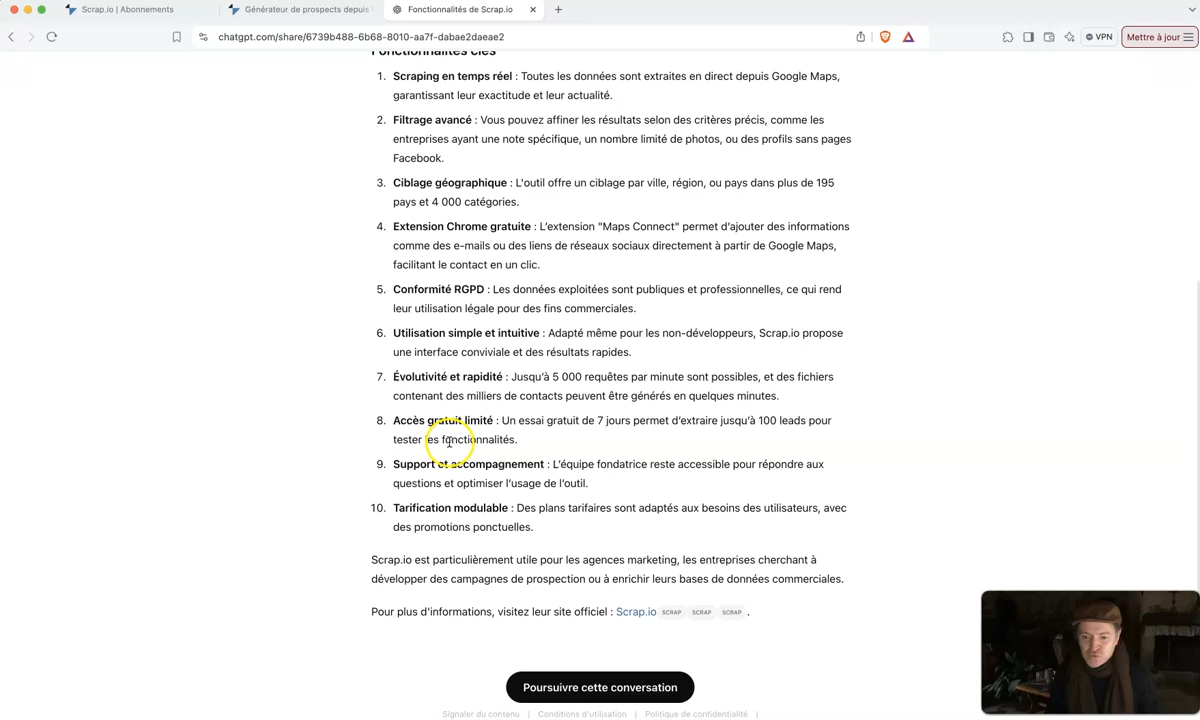 Scrap.io | Abonnements
Générateur de prospects depuis
Fonctionnalités de Scrap.io
chatgpt.com/share/6739b488-6b68-8010-aa7f-dabae2daeae2
VPN
Mettre à jour
Fonctionnalités clés
1. Scraping en temps réel : Toutes les données sont extraites en direct depuis Google Maps,
garantissant leur exactitude et leur actualité.
2. Filtrage avancé : Vous pouvez affiner les résultats selon des critères précis, comme les
entreprises ayant une note spécifique, un nombre limité de photos, ou des profils sans pages
Facebook.
3. Ciblage géographique : L'outil offre un ciblage par ville, région, ou pays dans plus de 195
pays et 4 000 catégories.
4. Extension Chrome gratuite : L'extension "Maps Connect" permet d'ajouter des informations
comme des e-mails ou des liens de réseaux sociaux directement à partir de Google Maps,
facilitant le contact en un clic.
5. Conformité RGPD : Les données exploitées sont publiques et professionnelles, ce qui rend
leur utilisation légale pour des fins commerciales.
6. Utilisation simple et intuitive : Adapté même pour les non-développeurs, Scrap.io propose
une interface conviviale et des résultats rapides.
7. Évolutivité et rapidité : Jusqu'à 5 000 requêtes par minute sont possibles, et des fichiers
contenant des milliers de contacts peuvent être générés en quelques minutes.
8. Accès gratuit limité : Un essai gratuit de 7 jours permet d'extraire jusqu'à 100 leads pour
tester les fonctionnalités.
9. Support et accompagnement : L'équipe fondatrice reste accessible pour répondre aux
questions et optimiser l'usage de l'outil.
10. Tarification modulable : Des plans tarifaires sont adaptés aux besoins des utilisateurs, avec
des promotions ponctuelles.
Scrap.io est particulièrement utile pour les agences marketing, les entreprises cherchant à
développer des campagnes de prospection ou à enrichir leurs bases de données commerciales.
Pour plus d'informations, visitez leur site officiel : Scrap.io SCRAP SCRAP SCRAP .
Poursuivre cette conversation
Signaler du contenu | Conditions d'utilisation | Politique de confidentialité |